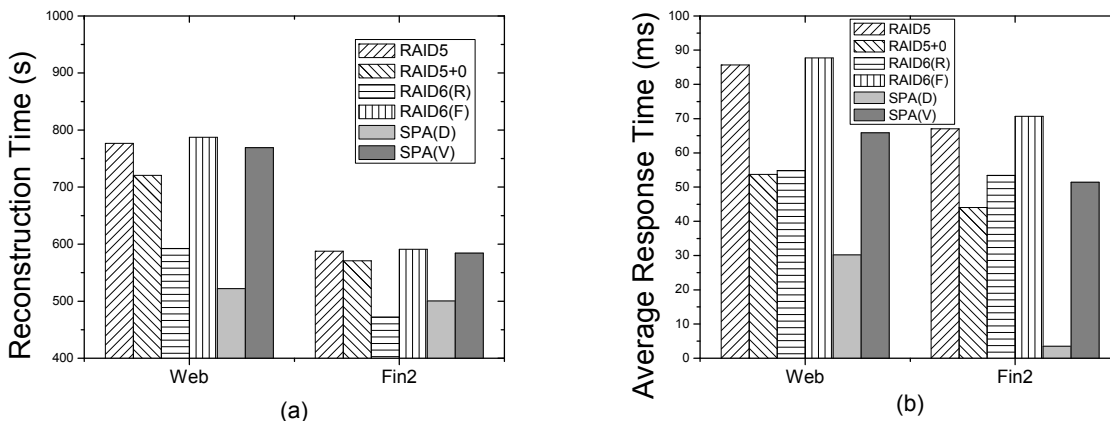 Reconstruction Time (s)
1000
900
800
700
600
500
400
RAID5
RAID5+0
RAID6(R)
RAID6(F)
SPA(D)
SPA(V)
Web
Fin2
(a)
Average Response Time (ms)
100
90
80
70
60
50
40
30
20
10
0
RAID5
RAID5+0
RAID6(R)
RAID6(F)
SPA(D)
SPA(V)
Web
Fin2
(b)